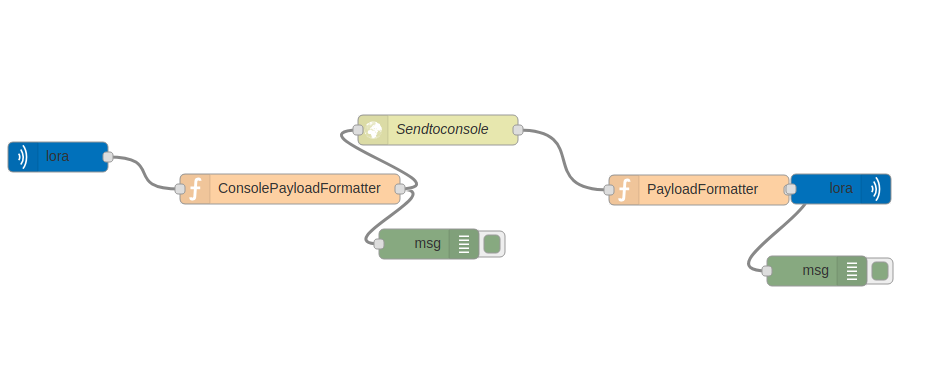 lora
ConsolePayloadFormatter
Sendtoconsole
msg
PayloadFormatter
lora
msg